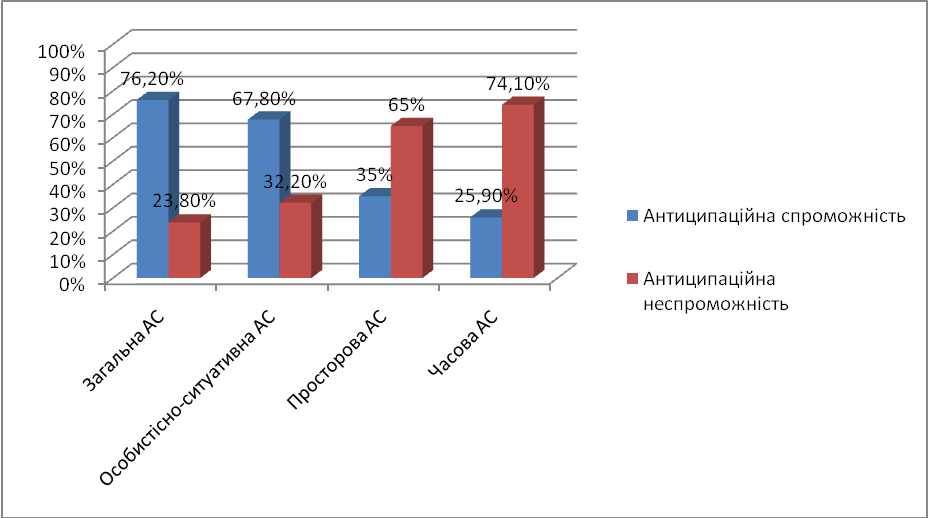 100%
90%
80%
70%
60%
50%
40%
30%
20%
10%
0%
76,20%
23,80%
67,80%
32,20%
35%
65%
25,90%
74,10%
Загальна АС
Особистісно-ситуативна АС
Просторова АС
Часова АС
Антиципаційна спроможність
Антиципаційна
неспроможність